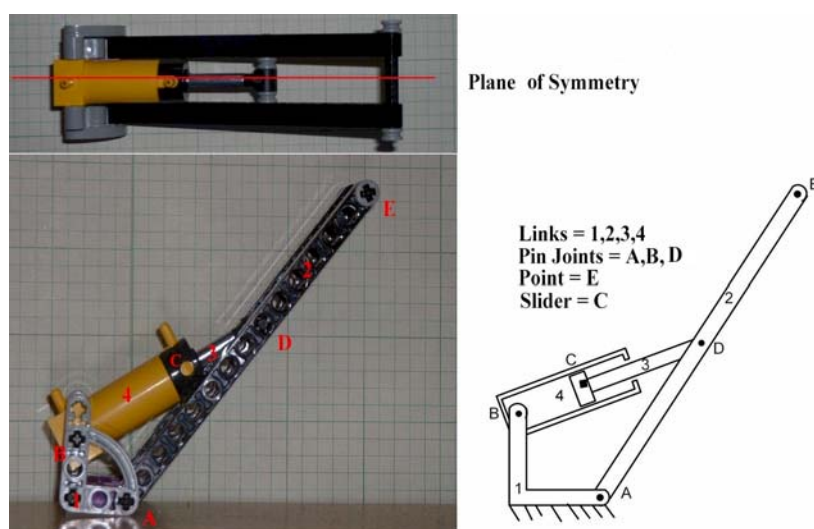 Plane of Symmetry
E
2
D
3
C
4
B
1
A
Links = 1,2,3,4
Pin Joints = A,B, D
Point = E
Slider = C
E
2
C
3
D
4
B
1
A